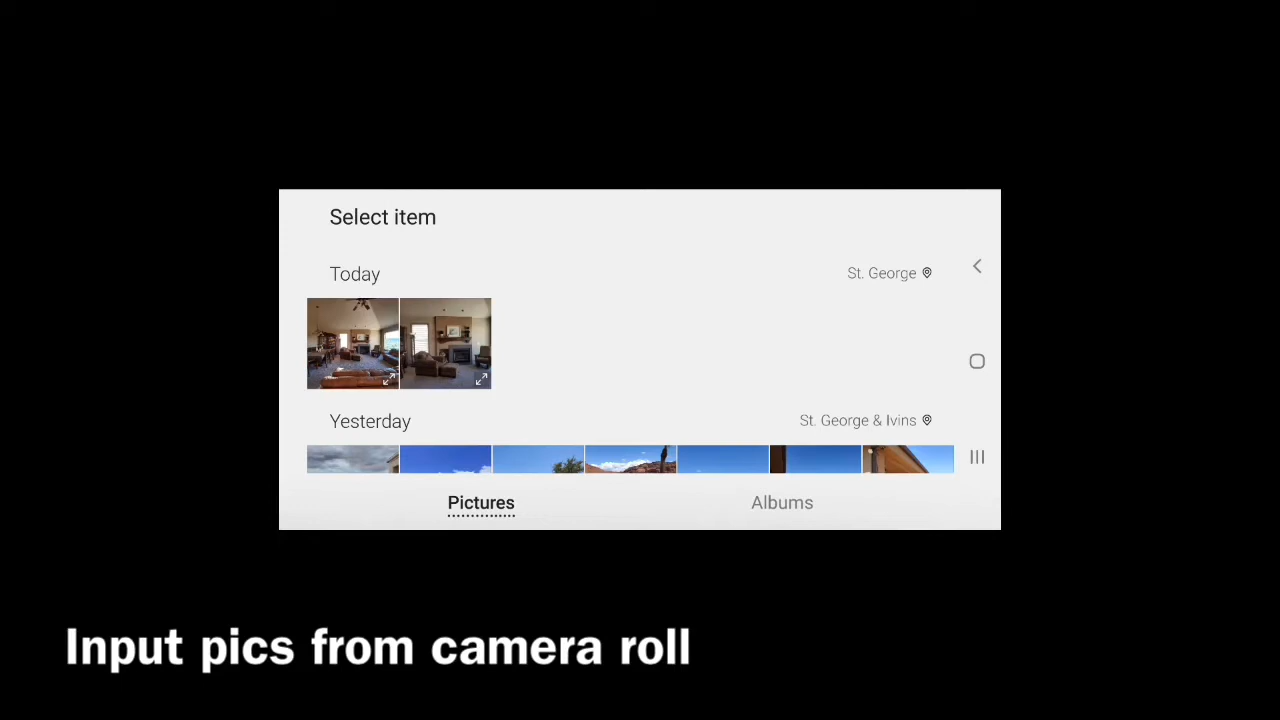 Select item
Today
St. George
Yesterday
St. George & Ivins
Pictures
Albums
Input pics from camera roll